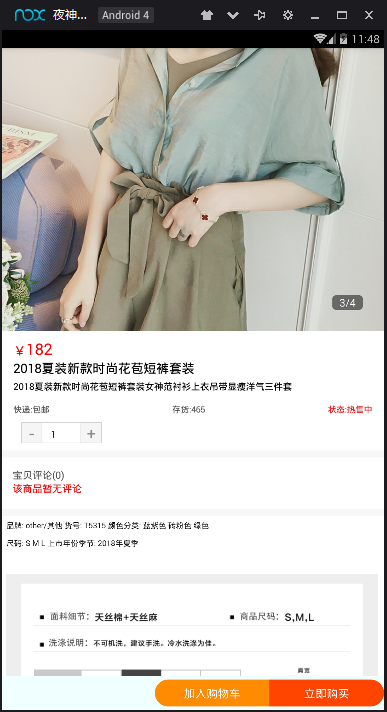 nox 夜神... Android 4
11:48
3/4
￥182
2018夏装新款时尚花苞短裤套装
2018夏装新款时尚花苞短裤套装女神范衬衫上衣吊带显瘦洋气三件套
快递:包邮 存货:465 状态:热售中
- 1 +
宝贝评论(0)
该商品暂无评论
品牌: other/其他 货号: T5315 颜色分类: 蓝紫色 砖粉色 绿色
尺码: S M L 上市年份季节: 2018年夏季
■ 面料细节：天丝棉+天丝麻 ■ 商品尺码：S,M,L
■ 洗涤说明：不可机洗，建议手洗。冷水洗涤为佳。
加入购物车 立即购买